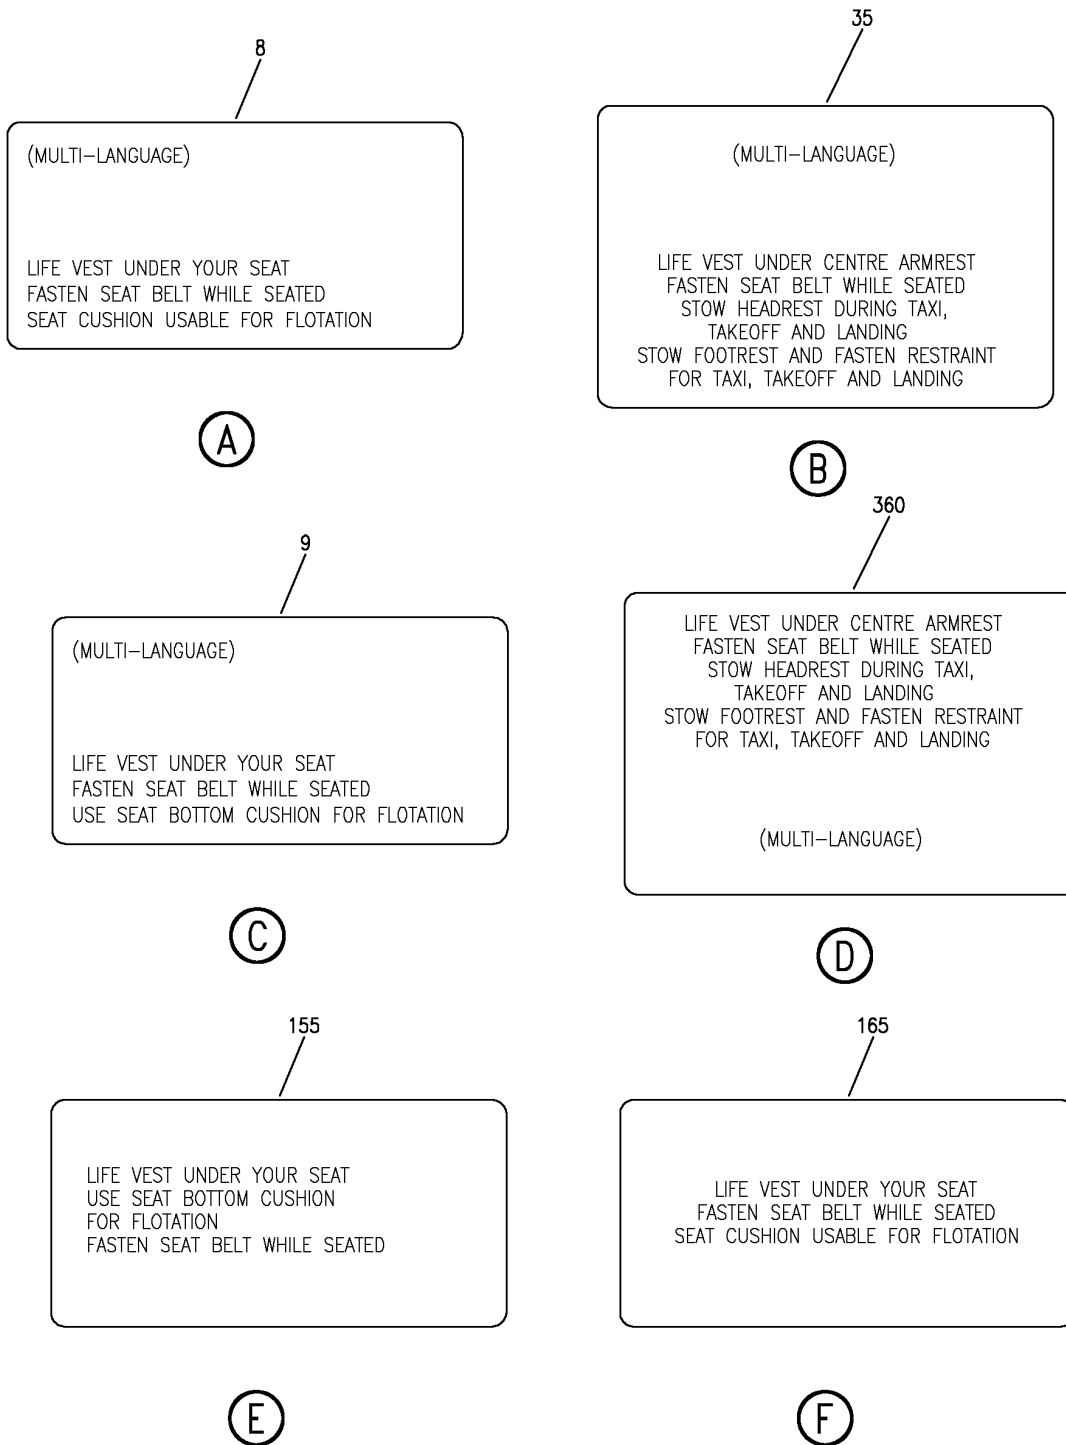 8
(MULTI-LANGUAGE)
LIFE VEST UNDER YOUR SEAT
FASTEN SEAT BELT WHILE SEATED
SEAT CUSHION USABLE FOR FLOTATION
A
35
(MULTI-LANGUAGE)
LIFE VEST UNDER CENTRE ARMREST
FASTEN SEAT BELT WHILE SEATED
STOW HEADREST DURING TAXI,
TAKEOFF AND LANDING
STOW FOOTREST AND FASTEN RESTRAINT
FOR TAXI, TAKEOFF AND LANDING
B
9
(MULTI-LANGUAGE)
LIFE VEST UNDER YOUR SEAT
FASTEN SEAT BELT WHILE SEATED
USE SEAT BOTTOM CUSHION FOR FLOTATION
C
360
LIFE VEST UNDER CENTRE ARMREST
FASTEN SEAT BELT WHILE SEATED
STOW HEADREST DURING TAXI,
TAKEOFF AND LANDING
STOW FOOTREST AND FASTEN RESTRAINT
FOR TAXI, TAKEOFF AND LANDING
(MULTI-LANGUAGE)
D
155
LIFE VEST UNDER YOUR SEAT
USE SEAT BOTTOM CUSHION
FOR FLOTATION
FASTEN SEAT BELT WHILE SEATED
E
165
LIFE VEST UNDER YOUR SEAT
FASTEN SEAT BELT WHILE SEATED
SEAT CUSHION USABLE FOR FLOTATION
F